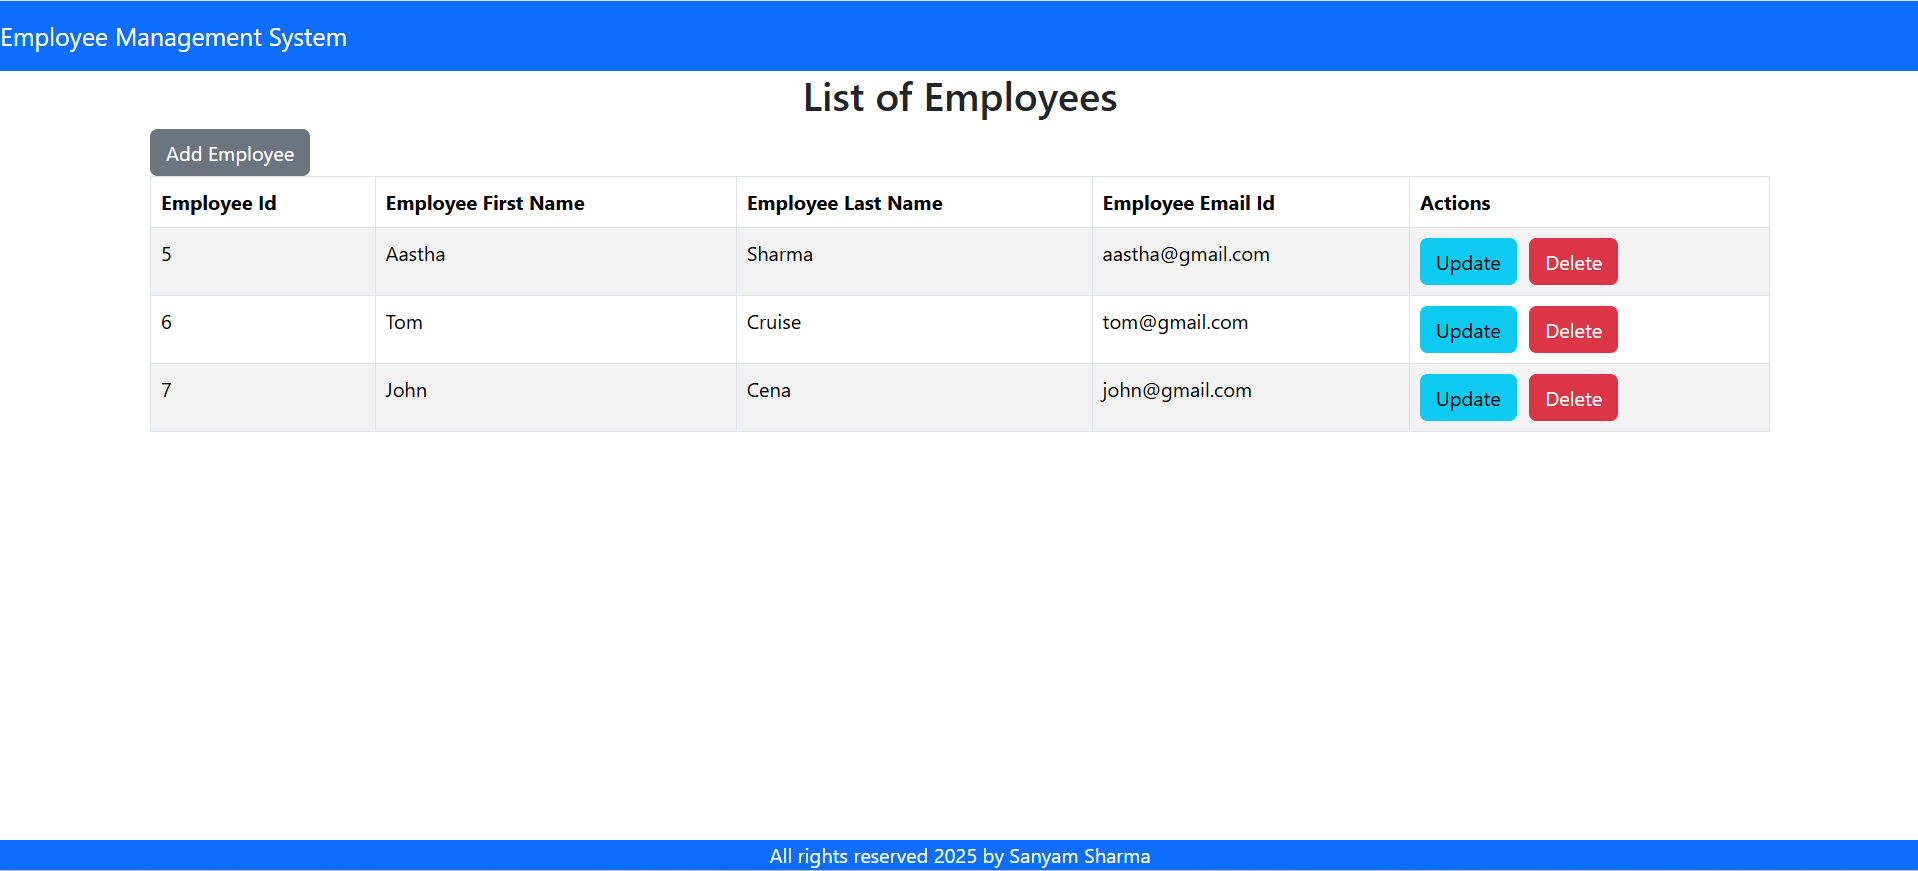 Employee Management System
List of Employees
Add Employee
Employee Id Employee First Name Employee Last Name Employee Email Id Actions
5 Aastha Sharma aastha@gmail.com Update Delete
6 Tom Cruise tom@gmail.com Update Delete
7 John Cena john@gmail.com Update Delete
All rights reserved 2025 by Sanyam Sharma